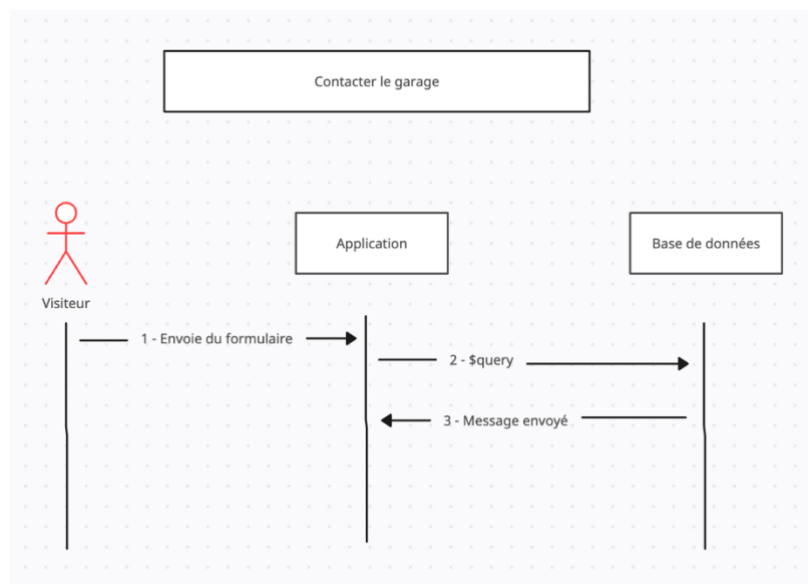 Contacter le garage
Application
Base de données
Visiteur
1 - Envoie du formulaire
2 - $query
3 - Message envoyé